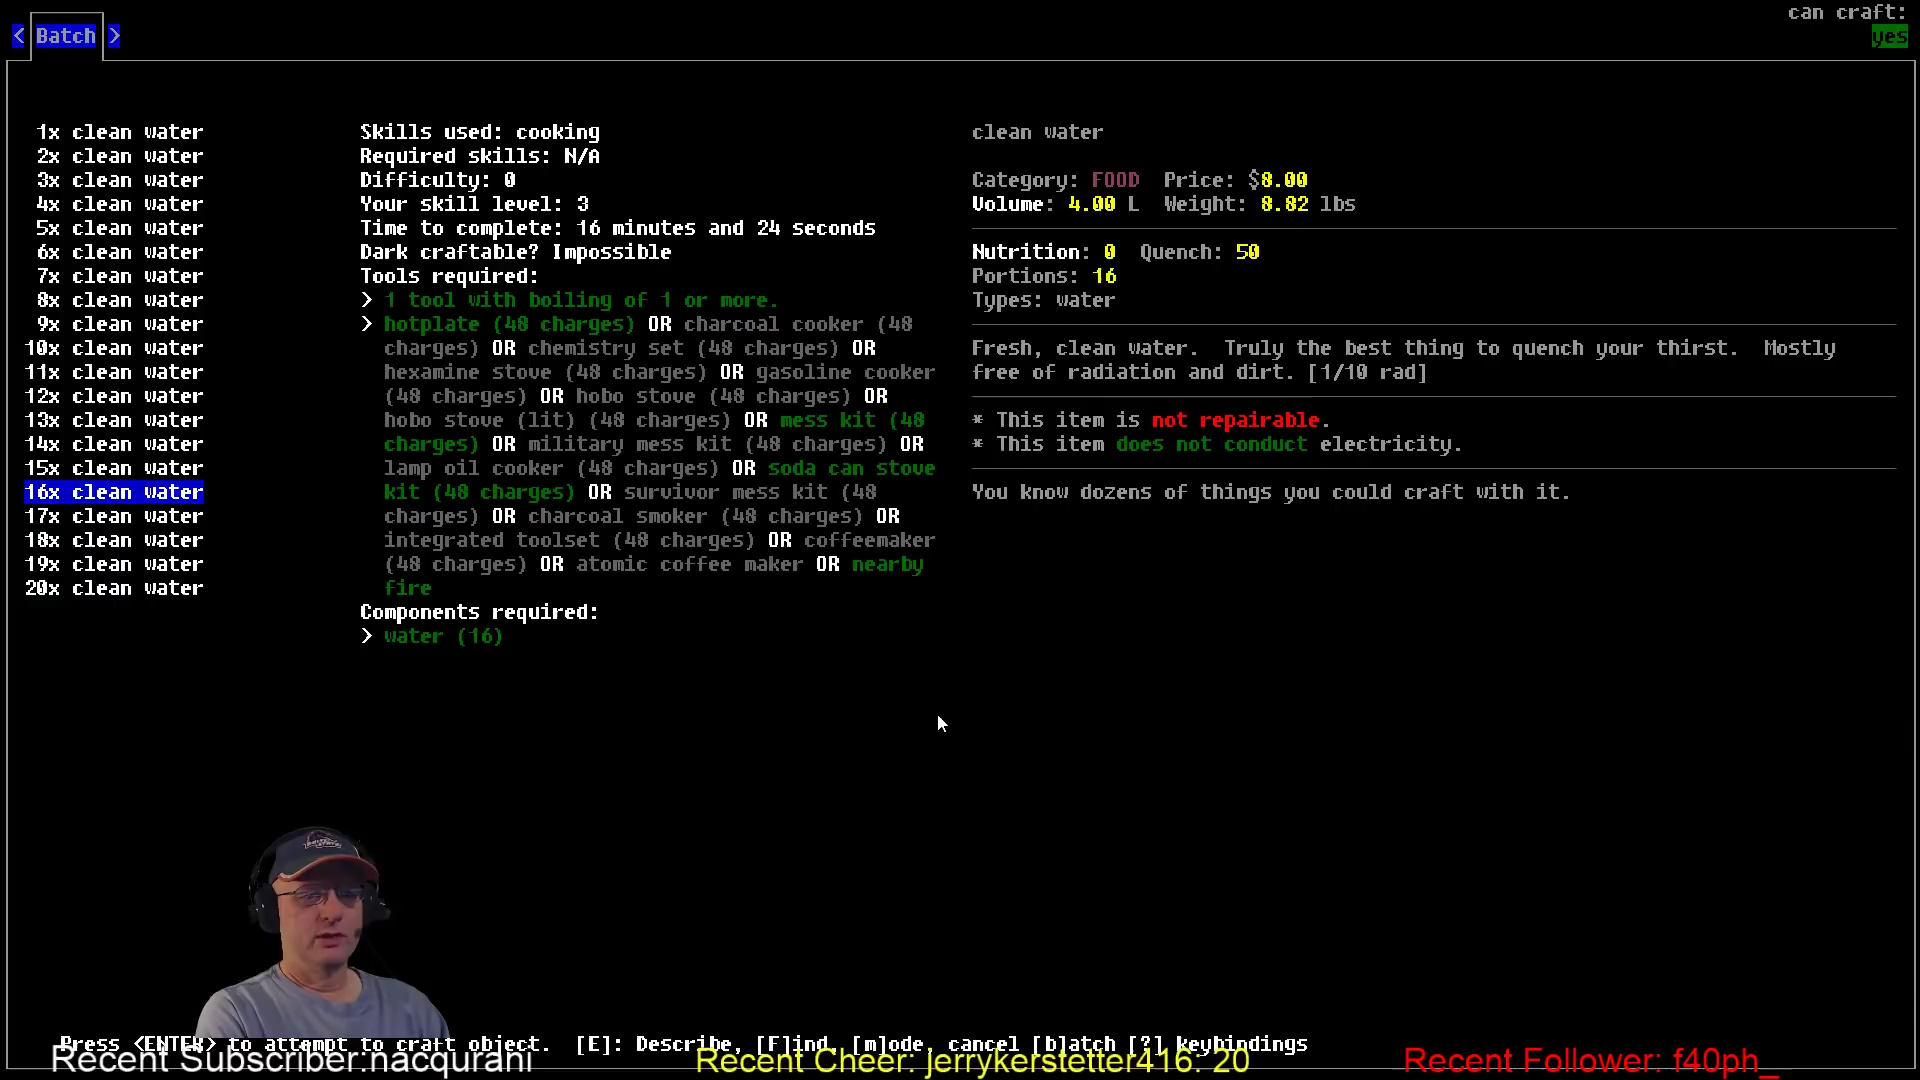 can craft:
< Batch >
yes
1x clean water
2x clean water
3x clean water
4x clean water
5x clean water
6x clean water
7x clean water
8x clean water
9x clean water
10x clean water
11x clean water
12x clean water
13x clean water
14x clean water
15x clean water
16x clean water
17x clean water
18x clean water
19x clean water
20x clean water
Skills used: cooking
Required skills: N/A
Difficulty: 0
Your skill level: 3
Time to complete: 16 minutes and 24 seconds
Dark craftable? Impossible
Tools required:
> 1 tool with boiling of 1 or more.
> hotplate (48 charges) OR charcoal cooker (48
charges) OR chemistry set (48 charges) OR
hexamine stove (48 charges) OR gasoline cooker
(48 charges) OR hobo stove (48 charges) OR
hobo stove (lit) (48 charges) OR mess kit (48
charges) OR military mess kit (48 charges) OR
lamp oil cooker (48 charges) OR soda can stove
kit (48 charges) OR survivor mess kit (48
charges) OR charcoal smoker (48 charges) OR
integrated toolset (48 charges) OR coffeemaker
(48 charges) OR atomic coffee maker OR nearby
fire
Components required:
> water (16)
clean water
Category: FOOD Price: $8.00
Volume: 4.00 L Weight: 8.82 lbs
Nutrition: 0 Quench: 50
Portions: 16
Types: water
Fresh, clean water. Truly the best thing to quench your thirst. Mostly
free of radiation and dirt. [1/10 rad]
* This item is not repairable.
* This item does not conduct electricity.
You know dozens of things you could craft with it.
Press <ENTER> to attempt to craft object. [E]: Describe, [F]ind, [m]ode, cancel [b]atch [?] keybindings
Recent Subscriber:nacqurani
Recent Cheer: jerrykerstetter416: 20
Recent Follower: f40ph_